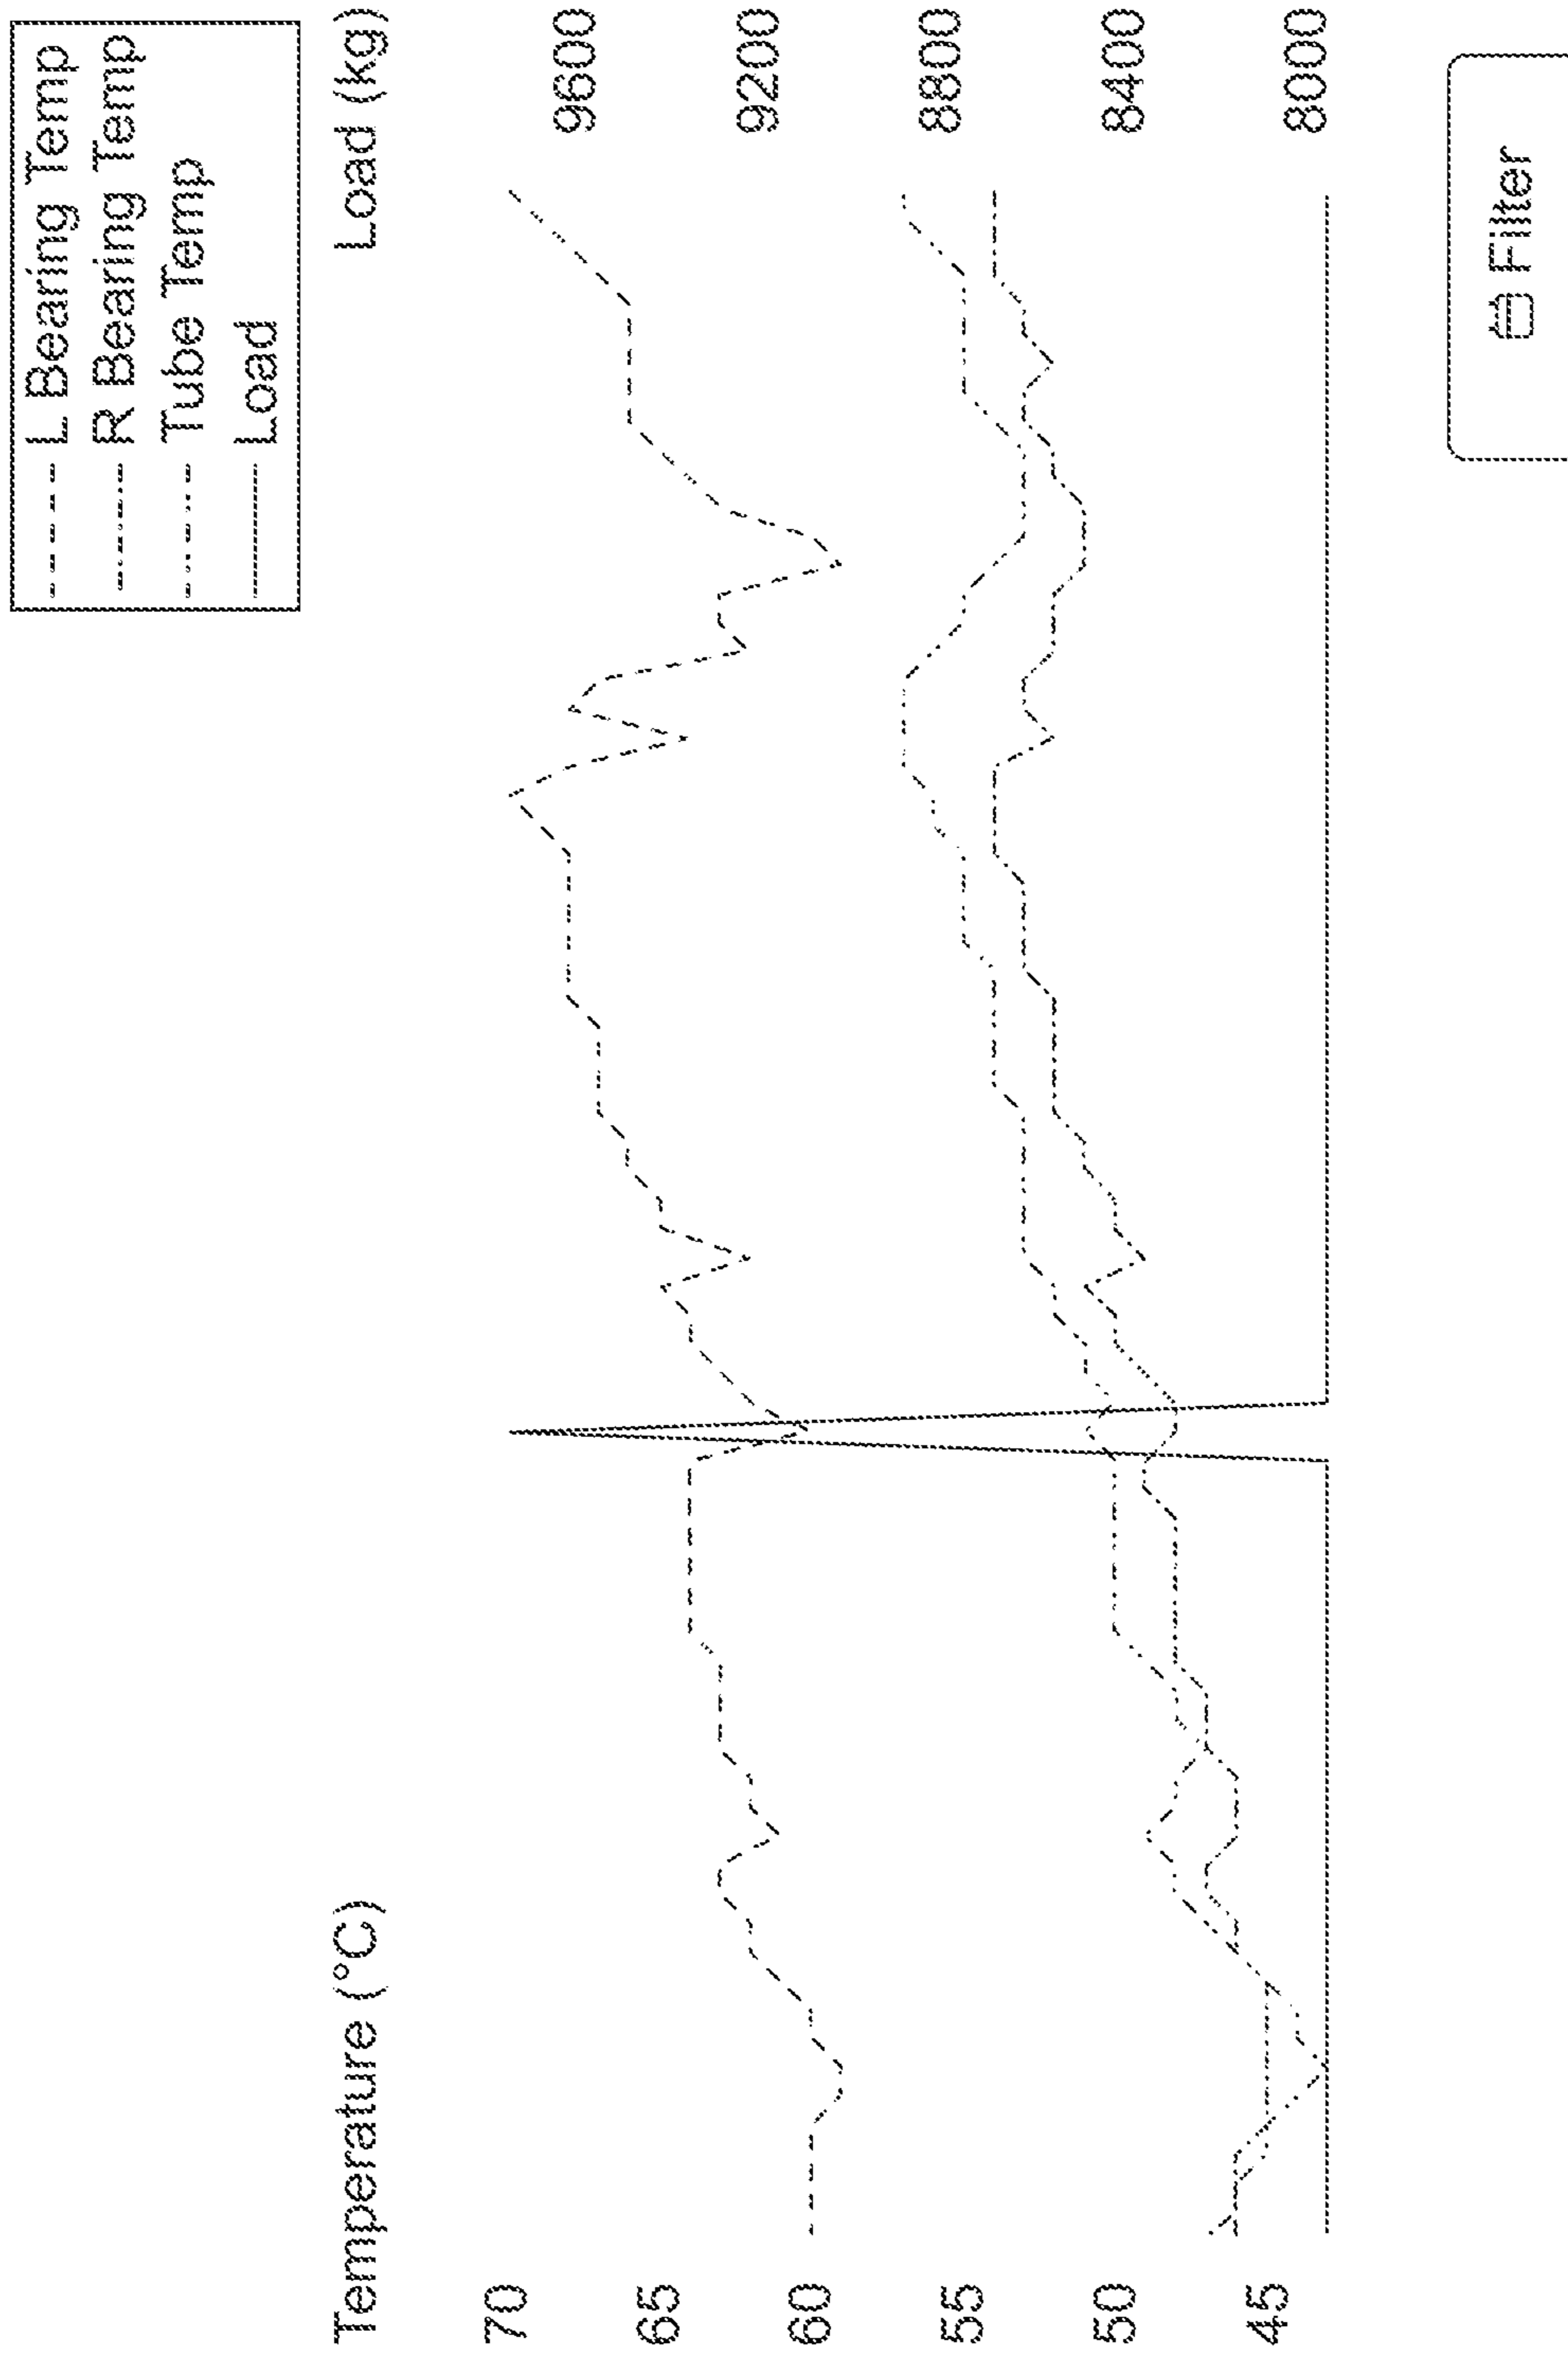 L Bearing Temp
R Bearing Temp
Tube Temp
Load
Temperature (°C)
Load (kg)
70
65
60
55
50
45
9600
9200
8800
8400
8000
Filter